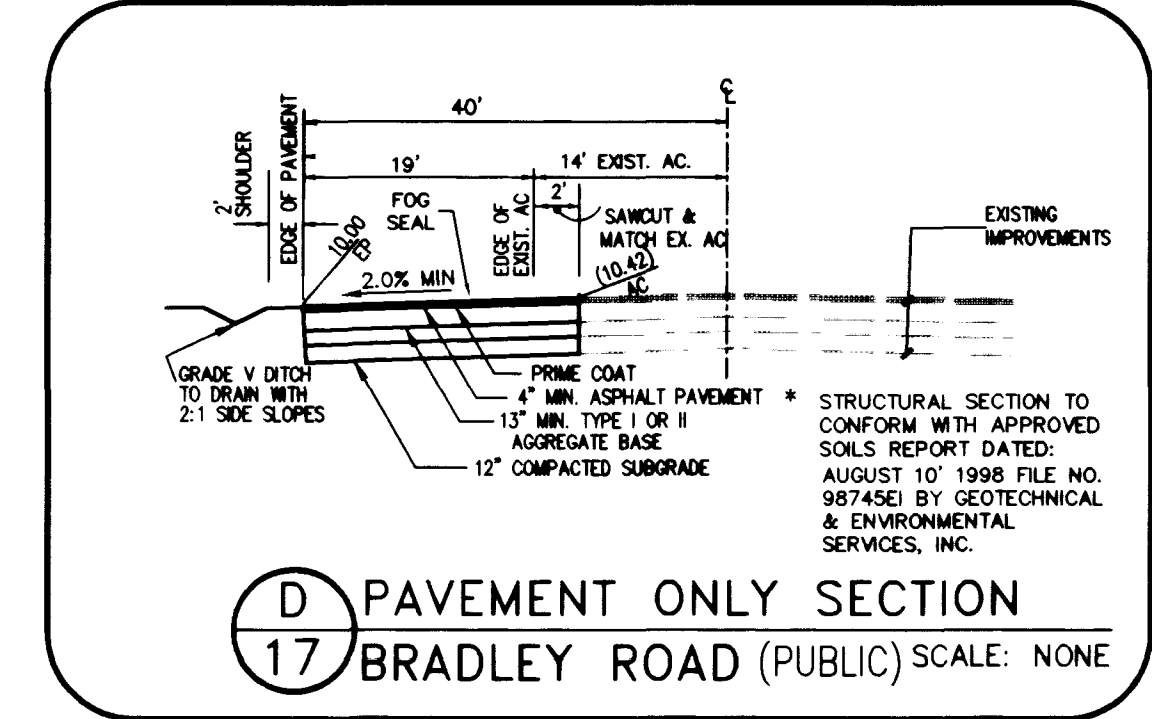 ℄
40'
19'
14' EXIST. AC.
2'
SHOULDER
EDGE OF PAVEMENT
FOG
SEAL
EDGE OF
EXIST. AC
2'
SAWCUT &
MATCH EX. AC
10.00
EP
2.0% MIN
(10.42)
AC
EXISTING
IMPROVEMENTS
GRADE V DITCH
TO DRAIN WITH
2:1 SIDE SLOPES
PRIME COAT
4" MIN. ASPHALT PAVEMENT *
13" MIN. TYPE I OR II
AGGREGATE BASE
12" COMPACTED SUBGRADE
STRUCTURAL SECTION TO
CONFORM WITH APPROVED
SOILS REPORT DATED:
AUGUST 10' 1998 FILE NO.
98745EI BY GEOTECHNICAL
& ENVIRONMENTAL
SERVICES, INC.
D
17
PAVEMENT ONLY SECTION
BRADLEY ROAD (PUBLIC) SCALE: NONE